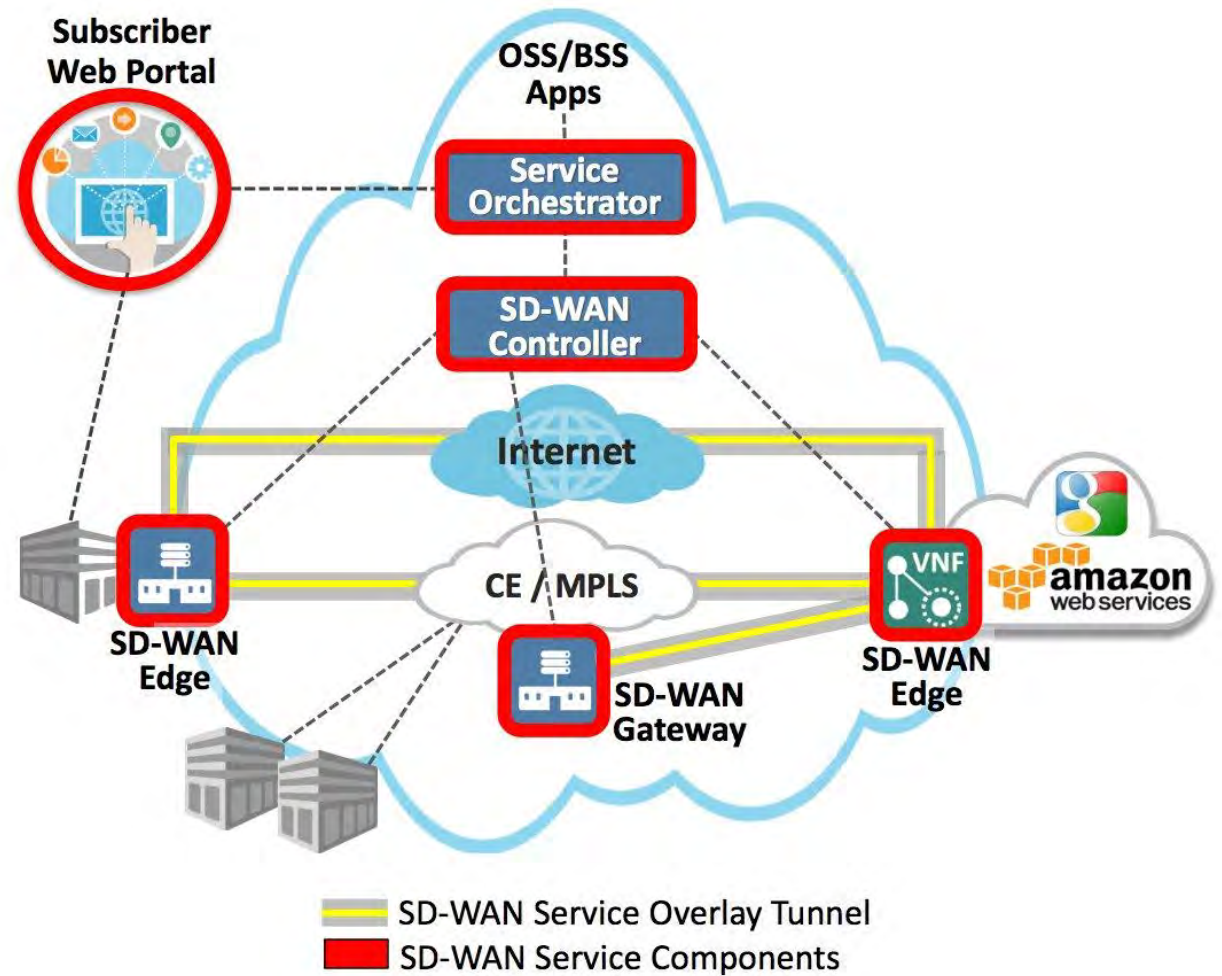 Subscriber
Web Portal
OSS/BSS
Apps
Service
Orchestrator
SD-WAN
Controller
Internet
CE / MPLS
VNF
g
amazon
web services
SD-WAN
Edge
SD-WAN
Gateway
SD-WAN
Edge
SD-WAN Service Overlay Tunnel
SD-WAN Service Components